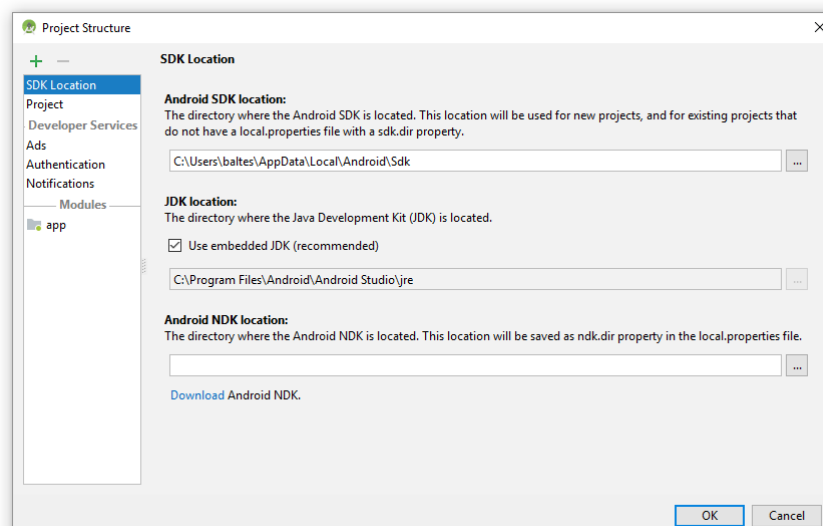 Project Structure
SDK Location
Project
Developer Services
Ads
Authentication
Notifications
Modules
app
SDK Location
Android SDK location:
The directory where the Android SDK is located. This location will be used for new projects, and for existing projects that
do not have a local.properties file with a sdk.dir property.
C:\Users\baltes\AppData\Local\Android\Sdk
...
JDK location:
The directory where the Java Development Kit (JDK) is located.
Use embedded JDK (recommended)
C:\Program Files\Android\Android Studio\jre
...
Android NDK location:
The directory where the Android NDK is located. This location will be saved as ndk.dir property in the local.properties file.
...
Download Android NDK.
OK
Cancel